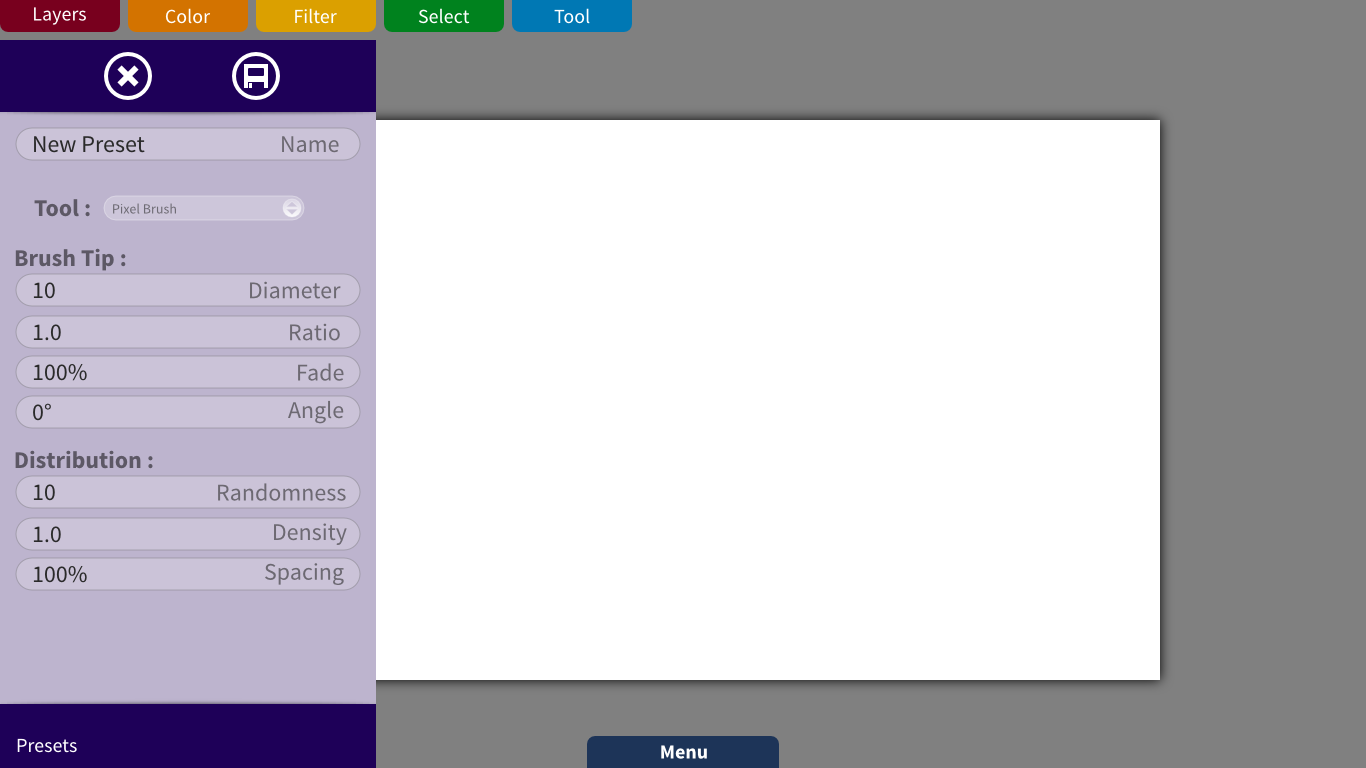 Layers Color Filter Select Tool
New Preset Name
Tool : Pixel Brush
Brush Tip :
10 Diameter
1.0 Ratio
100% Fade
0° Angle
Distribution :
10 Randomness
1.0 Density
100% Spacing
Presets
Menu